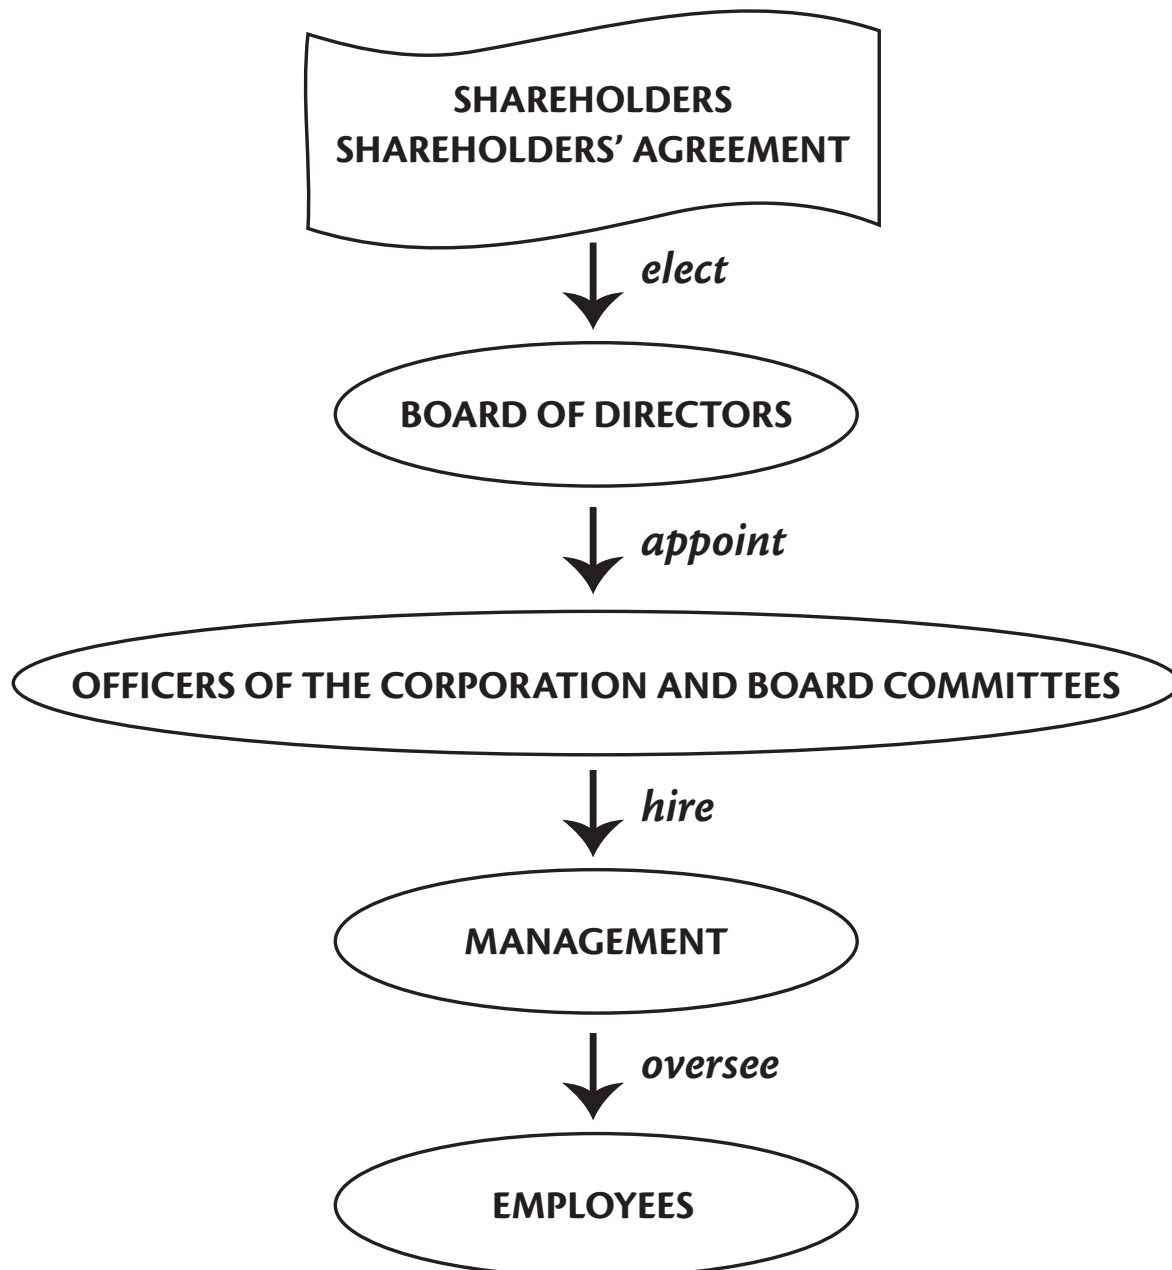 SHAREHOLDERS
SHAREHOLDERS’ AGREEMENT
elect
BOARD OF DIRECTORS
appoint
OFFICERS OF THE CORPORATION AND BOARD COMMITTEES
hire
MANAGEMENT
oversee
EMPLOYEES